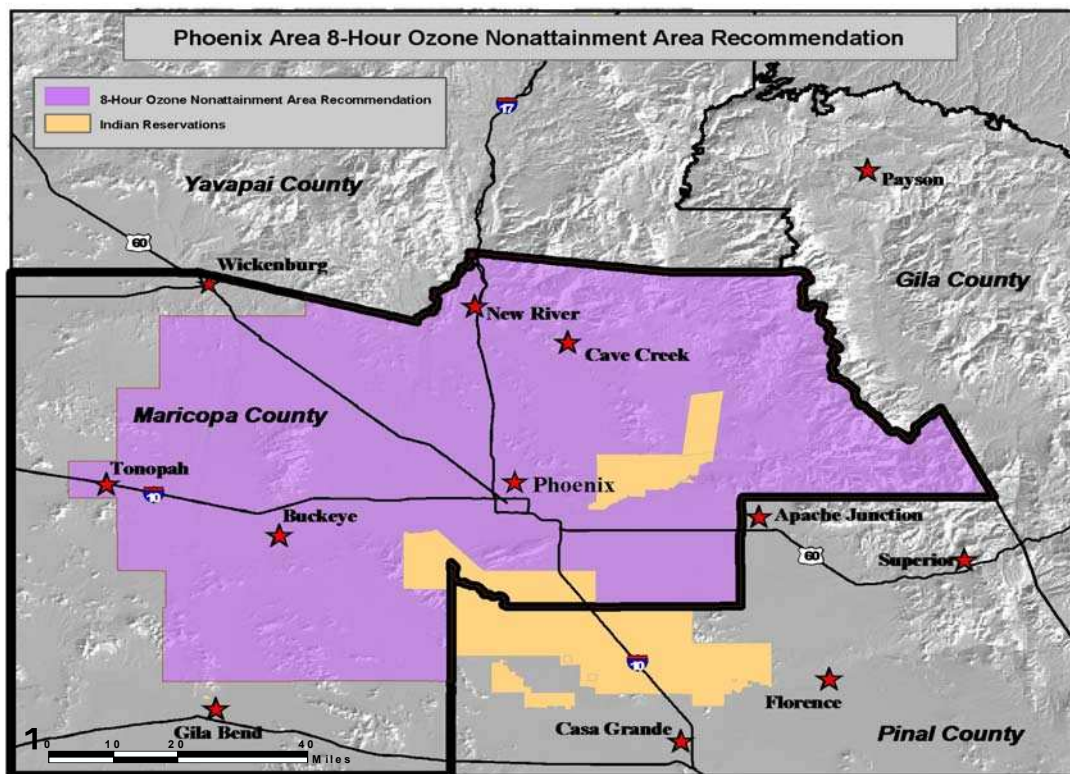 Phoenix Area 8-Hour Ozone Nonattainment Area Recommendation
8-Hour Ozone Nonattainment Area Recommendation
Indian Reservations
17
Yavapai County
Payson
60
Wickenburg
Gila County
New River
Cave Creek
Maricopa County
Tonopah
10
Phoenix
Buckeye
Apache Junction
60
Superior
10
Florence
Gila Bend
Casa Grande
Pinal County
1
0 10 20 40
Miles